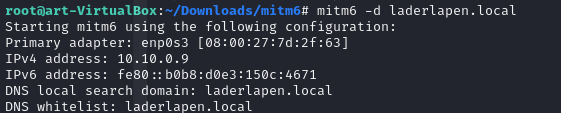 root@art-VirtualBox:~/Downloads/mitm6# mitm6 -d laderlapen.local
Starting mitm6 using the following configuration:
Primary adapter: enp0s3 [08:00:27:7d:2f:63]
IPv4 address: 10.10.0.9
IPv6 address: fe80::b0b8:d0e3:150c:4671
DNS local search domain: laderlapen.local
DNS whitelist: laderlapen.local